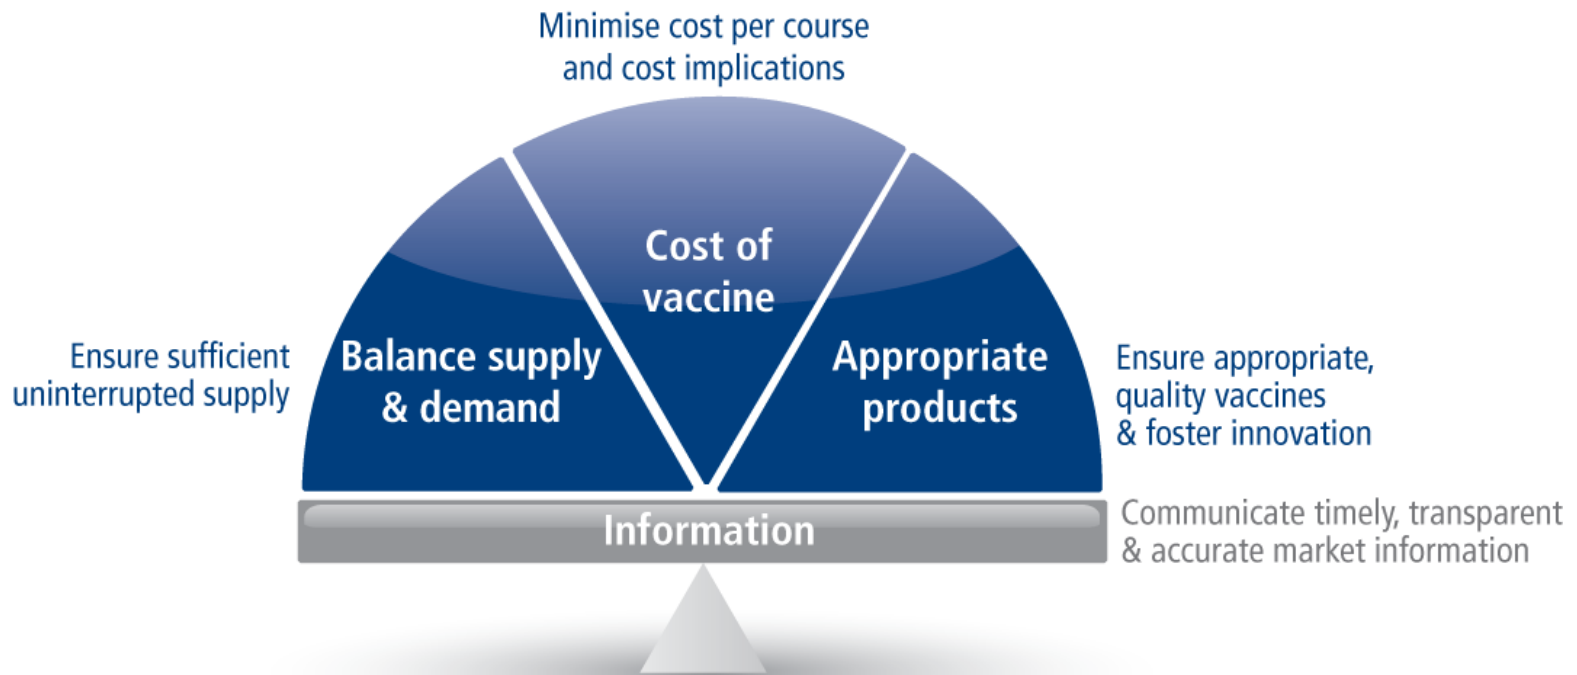 Minimise cost per course
and cost implications
Cost of
vaccine
Ensure sufficient
uninterrupted supply
Balance supply
& demand
Appropriate
products
Ensure appropriate,
quality vaccines
& foster innovation
Information
Communicate timely, transparent
& accurate market information